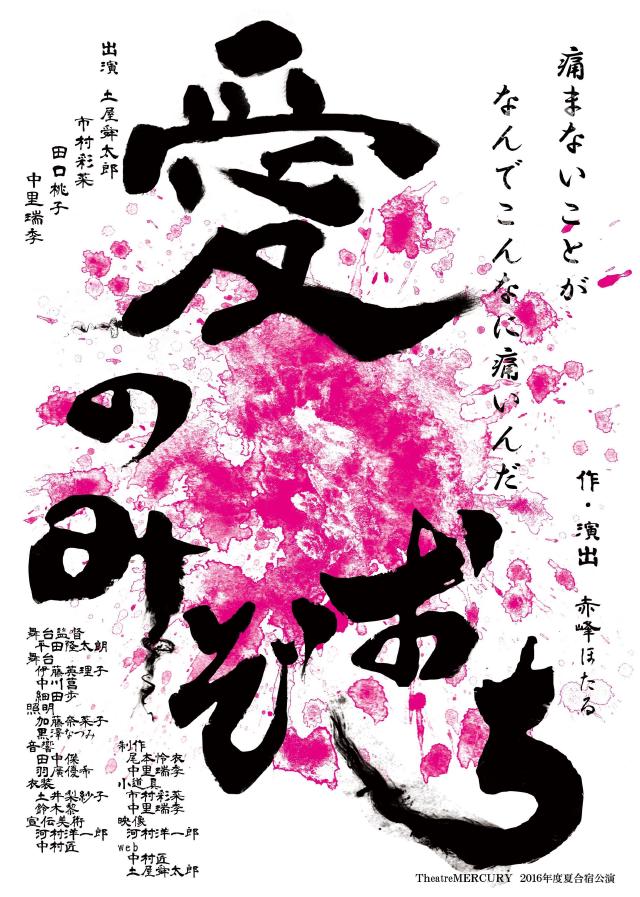 痛まないことが
なんでこんなに痛いんだ
愛の
みぞおち
作・演出　赤峰ほたる
出演　土屋舜太郎
市村彩菜
田口桃子
中里瑞季
舞台監督
平田隆太朗
舞台
伊藤英理子
中川菖
細田歩
照明
加藤奈菜子
黒澤なつみ
音響
田中傑
羽廣優希
衣装
土井梨紗子
鈴木黎
宣伝美術
河村洋一郎
中村匠
制作
尾本怜衣
中里瑞季
小道具
市村彩菜
中里瑞季
映像
河村洋一郎
web
中村匠
土屋舜太郎
TheatreMERCURY　2016年度夏合宿公演